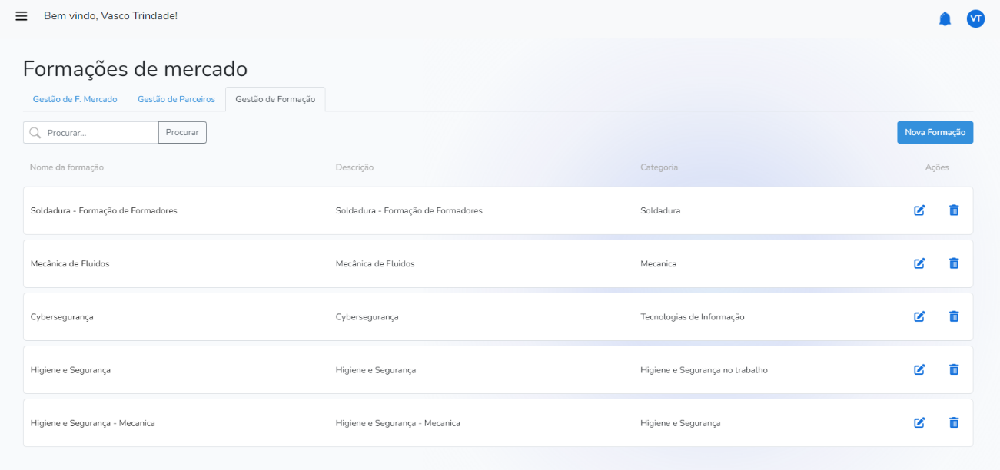 Bem vindo, Vasco Trindade!
VT
Formações de mercado
Gestão de F. Mercado Gestão de Parceiros Gestão de Formação
Procurar... Procurar Nova Formação
Nome da formação Descrição Categoria Ações
Soldadura - Formação de Formadores Soldadura - Formação de Formadores Soldadura
Mecânica de Fluidos Mecânica de Fluidos Mecanica
Cybersegurança Cybersegurança Tecnologias de Informação
Higiene e Segurança Higiene e Segurança Higiene e Segurança no trabalho
Higiene e Segurança - Mecanica Higiene e Segurança - Mecanica Higiene e Segurança